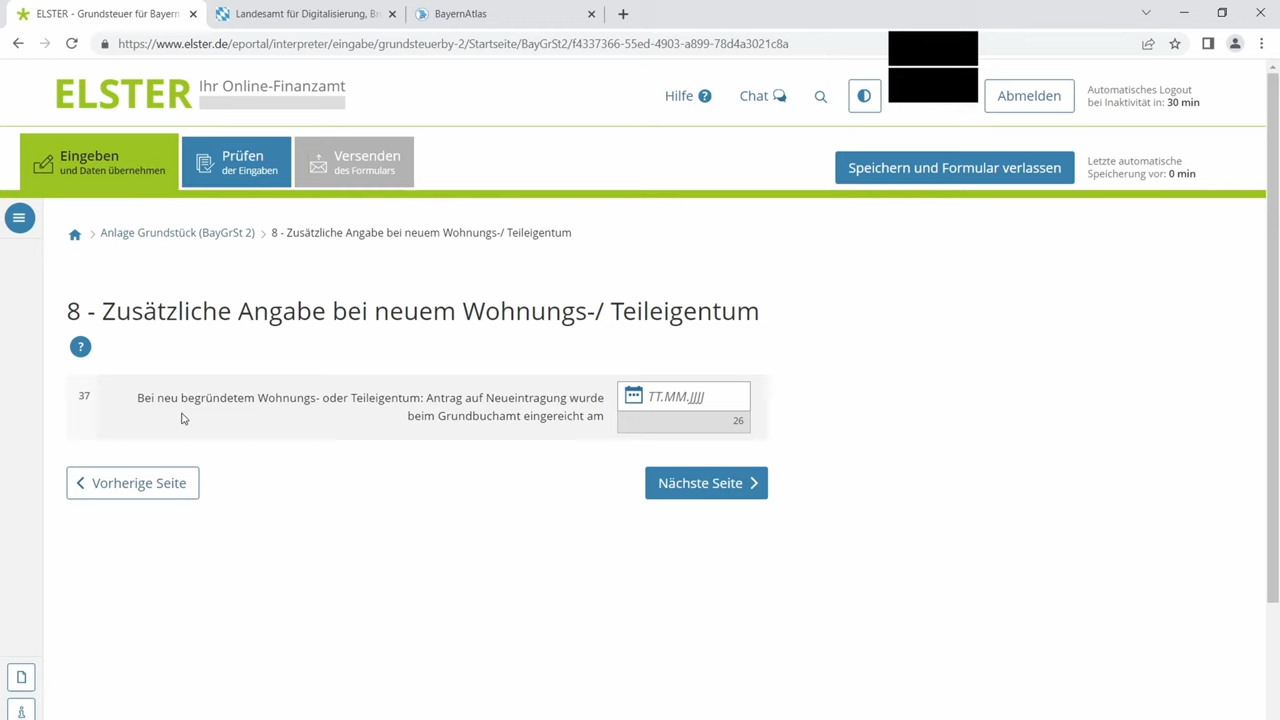 ELSTER - Grundsteuer für Bayern
Landesamt für Digitalisierung, Br
BayernAtlas
https://www.elster.de/eportal/interpreter/eingabe/grundsteuerby-2/Startseite/BayGrSt2/f4337366-55ed-4903-a899-78d4a3021c8a
ELSTER
Ihr Online-Finanzamt
Hilfe ?
Chat
Abmelden
Automatisches Logout
bei Inaktivität in: 30 min
Eingeben
und Daten übernehmen
Prüfen
der Eingaben
Versenden
des Formulars
Speichern und Formular verlassen
Letzte automatische
Speicherung vor: 0 min
Anlage Grundstück (BayGrSt 2) > 8 - Zusätzliche Angabe bei neuem Wohnungs-/ Teileigentum
8 - Zusätzliche Angabe bei neuem Wohnungs-/ Teileigentum
?
37
Bei neu begründetem Wohnungs- oder Teileigentum: Antrag auf Neueintragung wurde
beim Grundbuchamt eingereicht am
TT.MM.JJJJ
26
Vorherige Seite
Nächste Seite